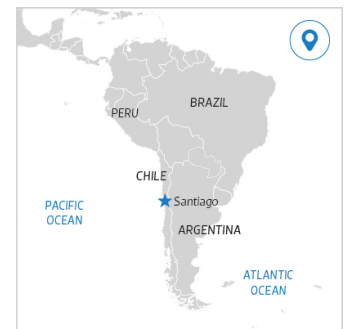 BRAZIL
PERU
CHILE
Santiago
PACIFIC
OCEAN
ARGENTINA
ATLANTIC
OCEAN